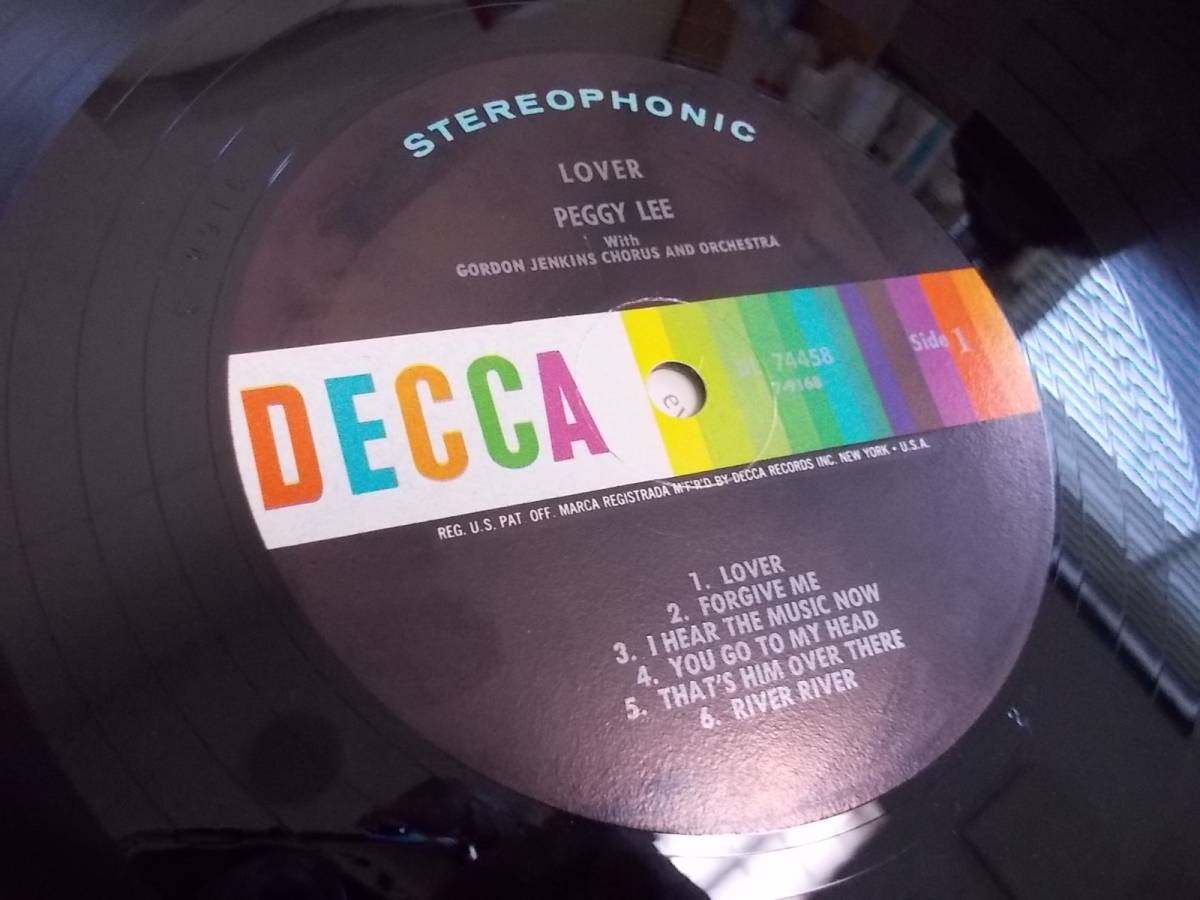 STEREOPHONIC
LOVER
PEGGY LEE
With
GORDON JENKINS CHORUS AND ORCHESTRA
DECCA
DL 74458
7-9168
Side 1
REG. U.S. PAT. OFF. MARCA REGISTRADA M'F'R'D BY DECCA RECORDS INC. NEW YORK • U.S.A.
1. LOVER
2. FORGIVE ME
3. I HEAR THE MUSIC NOW
4. YOU GO TO MY HEAD
5. THAT'S HIM OVER THERE
6. RIVER RIVER